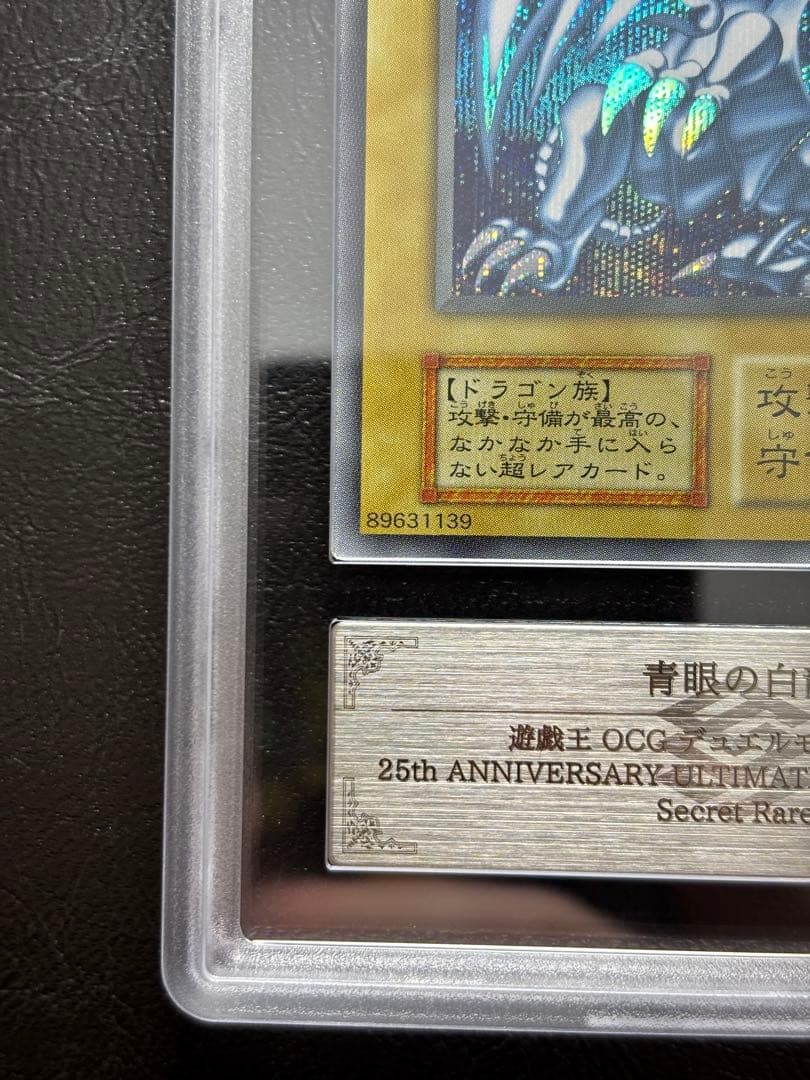 【ドラゴン族】
攻撃・守備が最高の、
なかなか手に入ら
ない超レアカード。
攻
守
89631139
青眼の白
遊戯王 OCG デュエル
25th ANNIVERSARY ULTIMAT
Secret Rare